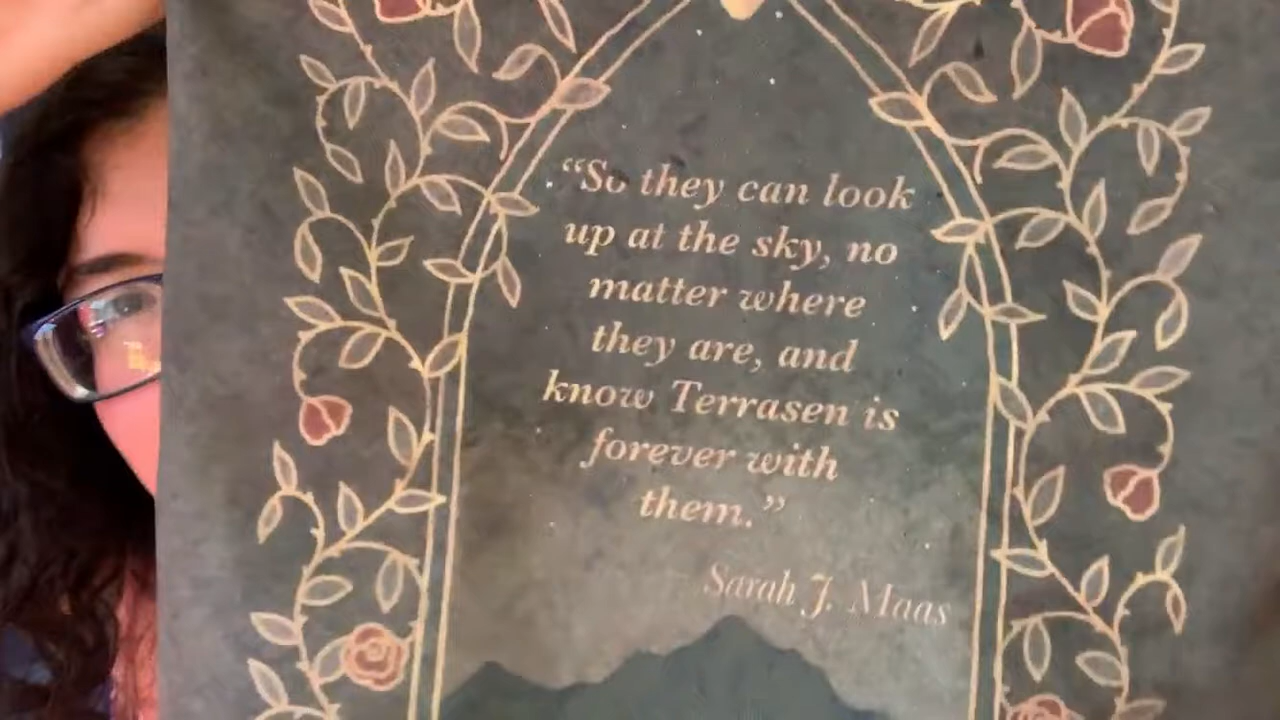 “So they can look
up at the sky, no
matter where
they are, and
know Terrasen is
forever with
them.”
Sarah J. Maas